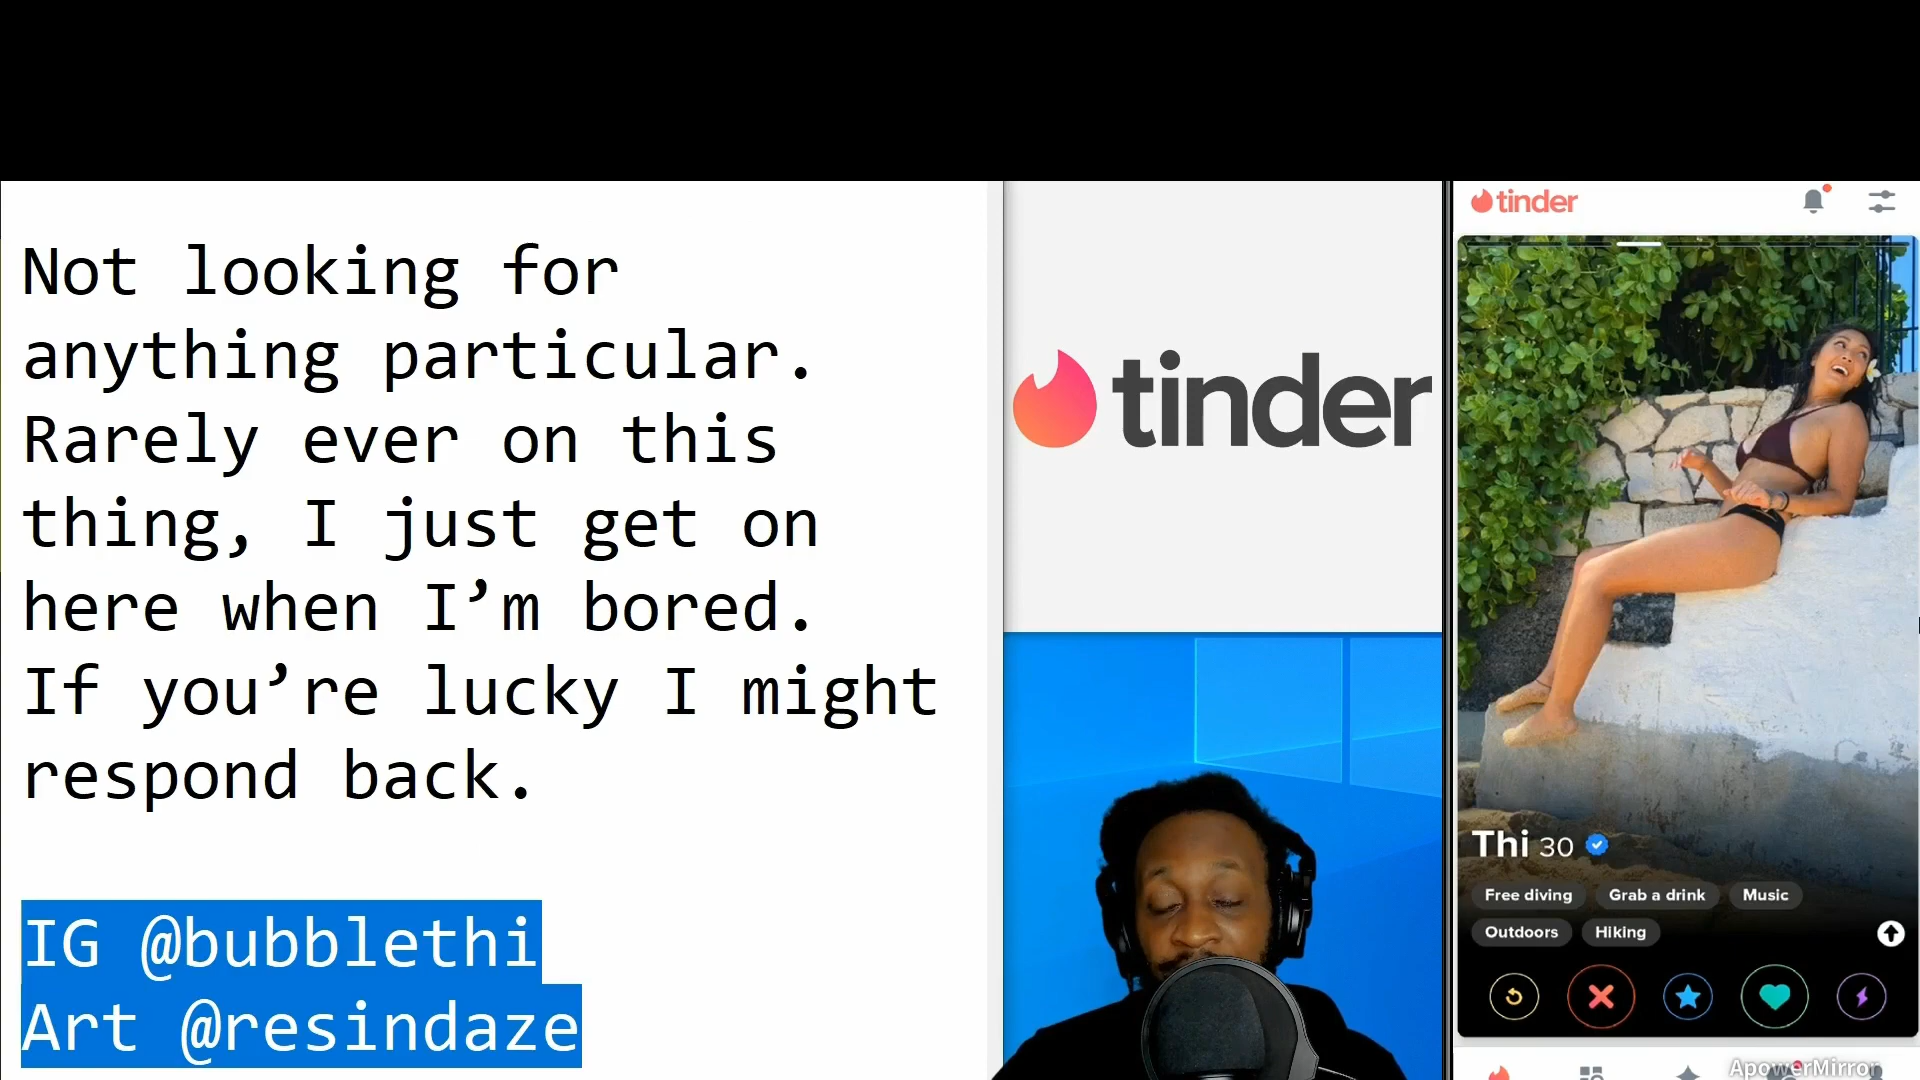 Not looking for
anything particular.
Rarely ever on this
thing, I just get on
here when I’m bored.
If you’re lucky I might
respond back.
IG @bubblethi
Art @resindaze
tinder
tinder
Thi 30
Free diving
Grab a drink
Music
Outdoors
Hiking
ApowerMirror